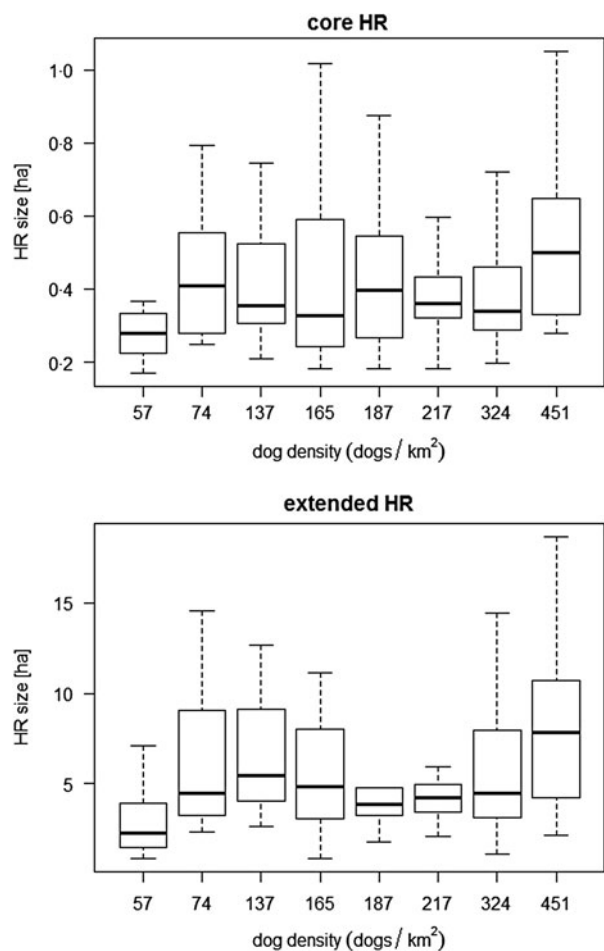 core HR
HR size [ha]
1·0
0·8
0·6
0·4
0·2
57 74 137 165 187 217 324 451
dog density (dogs / km²)
extended HR
HR size [ha]
15
10
5
57 74 137 165 187 217 324 451
dog density (dogs / km²)